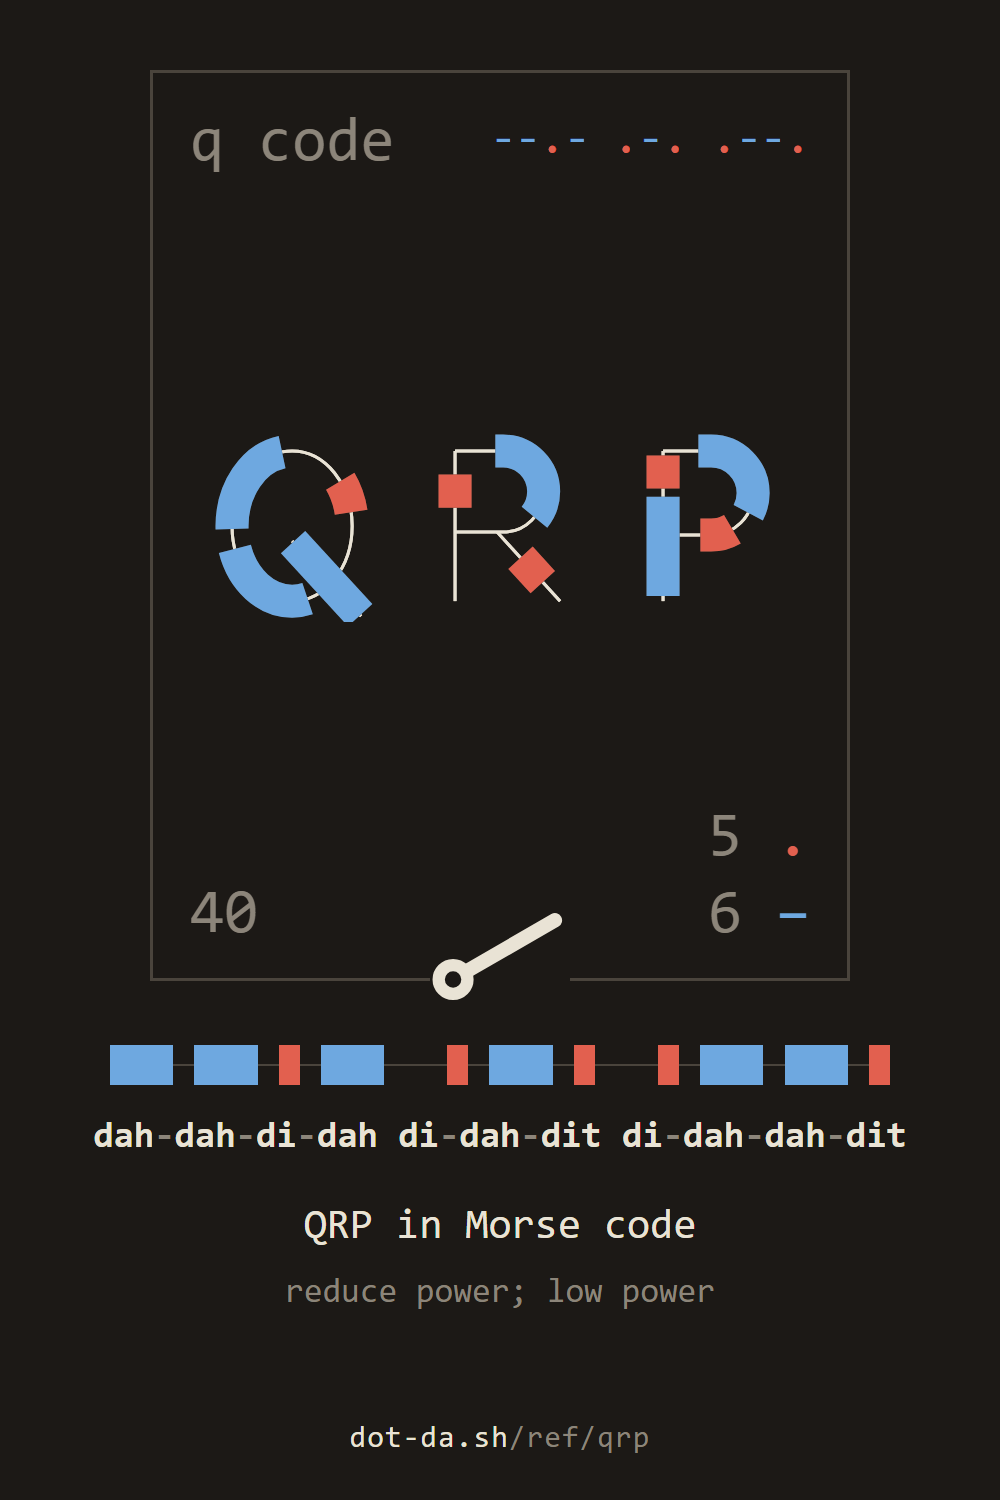 q code --.- .-. .--.
QRP
5 .
40 6 -
dah-dah-di-dah di-dah-dit di-dah-dah-dit
QRP in Morse code
reduce power; low power
dot-da.sh/ref/qrp